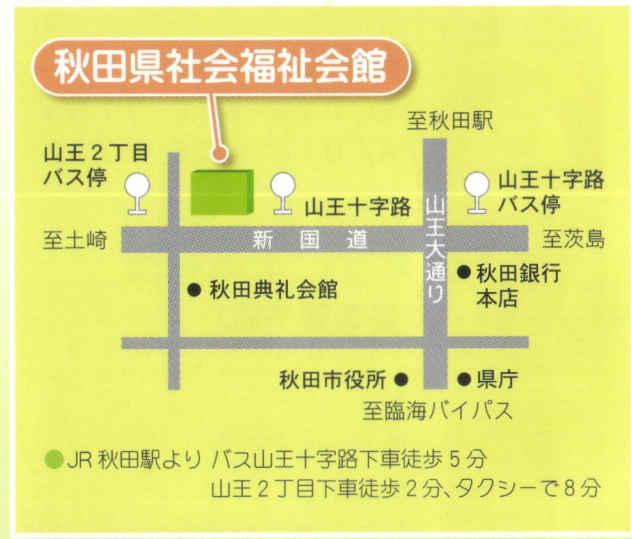 秋田県社会福祉会館
至秋田駅
山王2丁目
バス停
山王十字路
山王十字路
バス停
至土崎
新国道
山王大通り
至茨島
秋田典礼会館
秋田銀行
本店
秋田市役所
県庁
至臨海バイパス
JR秋田駅より バス山王十字路下車徒歩5分
山王2丁目下車徒歩2分、タクシーで8分